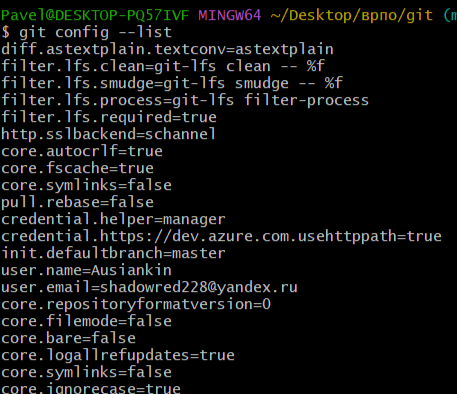 Pavel@DESKTOP-PQ57IVF MINGW64 ~/Desktop/врпо/git (m
$ git config --list
diff.astextplain.textconv=astextplain
filter.lfs.clean=git-lfs clean -- %f
filter.lfs.smudge=git-lfs smudge -- %f
filter.lfs.process=git-lfs filter-process
filter.lfs.required=true
http.sslbackend=schannel
core.autocrlf=true
core.fscache=true
core.symlinks=false
pull.rebase=false
credential.helper=manager
credential.https://dev.azure.com.usehttppath=true
init.defaultbranch=master
user.name=Ausiankin
user.email=shadowred228@yandex.ru
core.repositoryformatversion=0
core.filemode=false
core.bare=false
core.logallrefupdates=true
core.symlinks=false
core.ignorecase=true